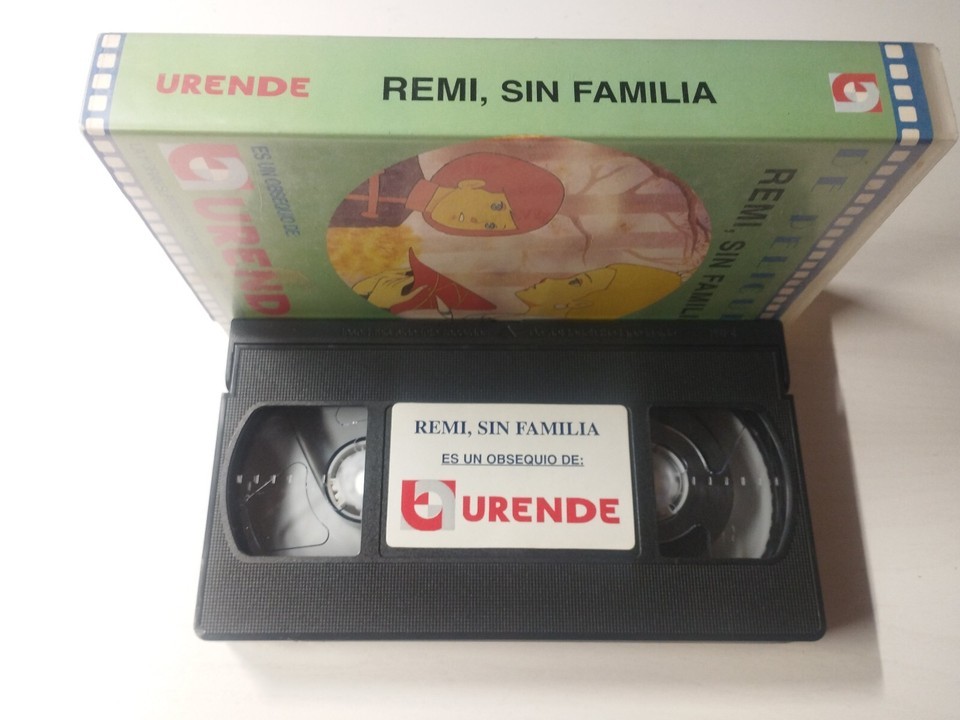 URENDE
REMI, SIN FAMILIA
ES UN OBSEQUIO DE
URENDE
REMI, SIN FAMILI
REMI, SIN FAMILIA
ES UN OBSEQUIO DE:
URENDE